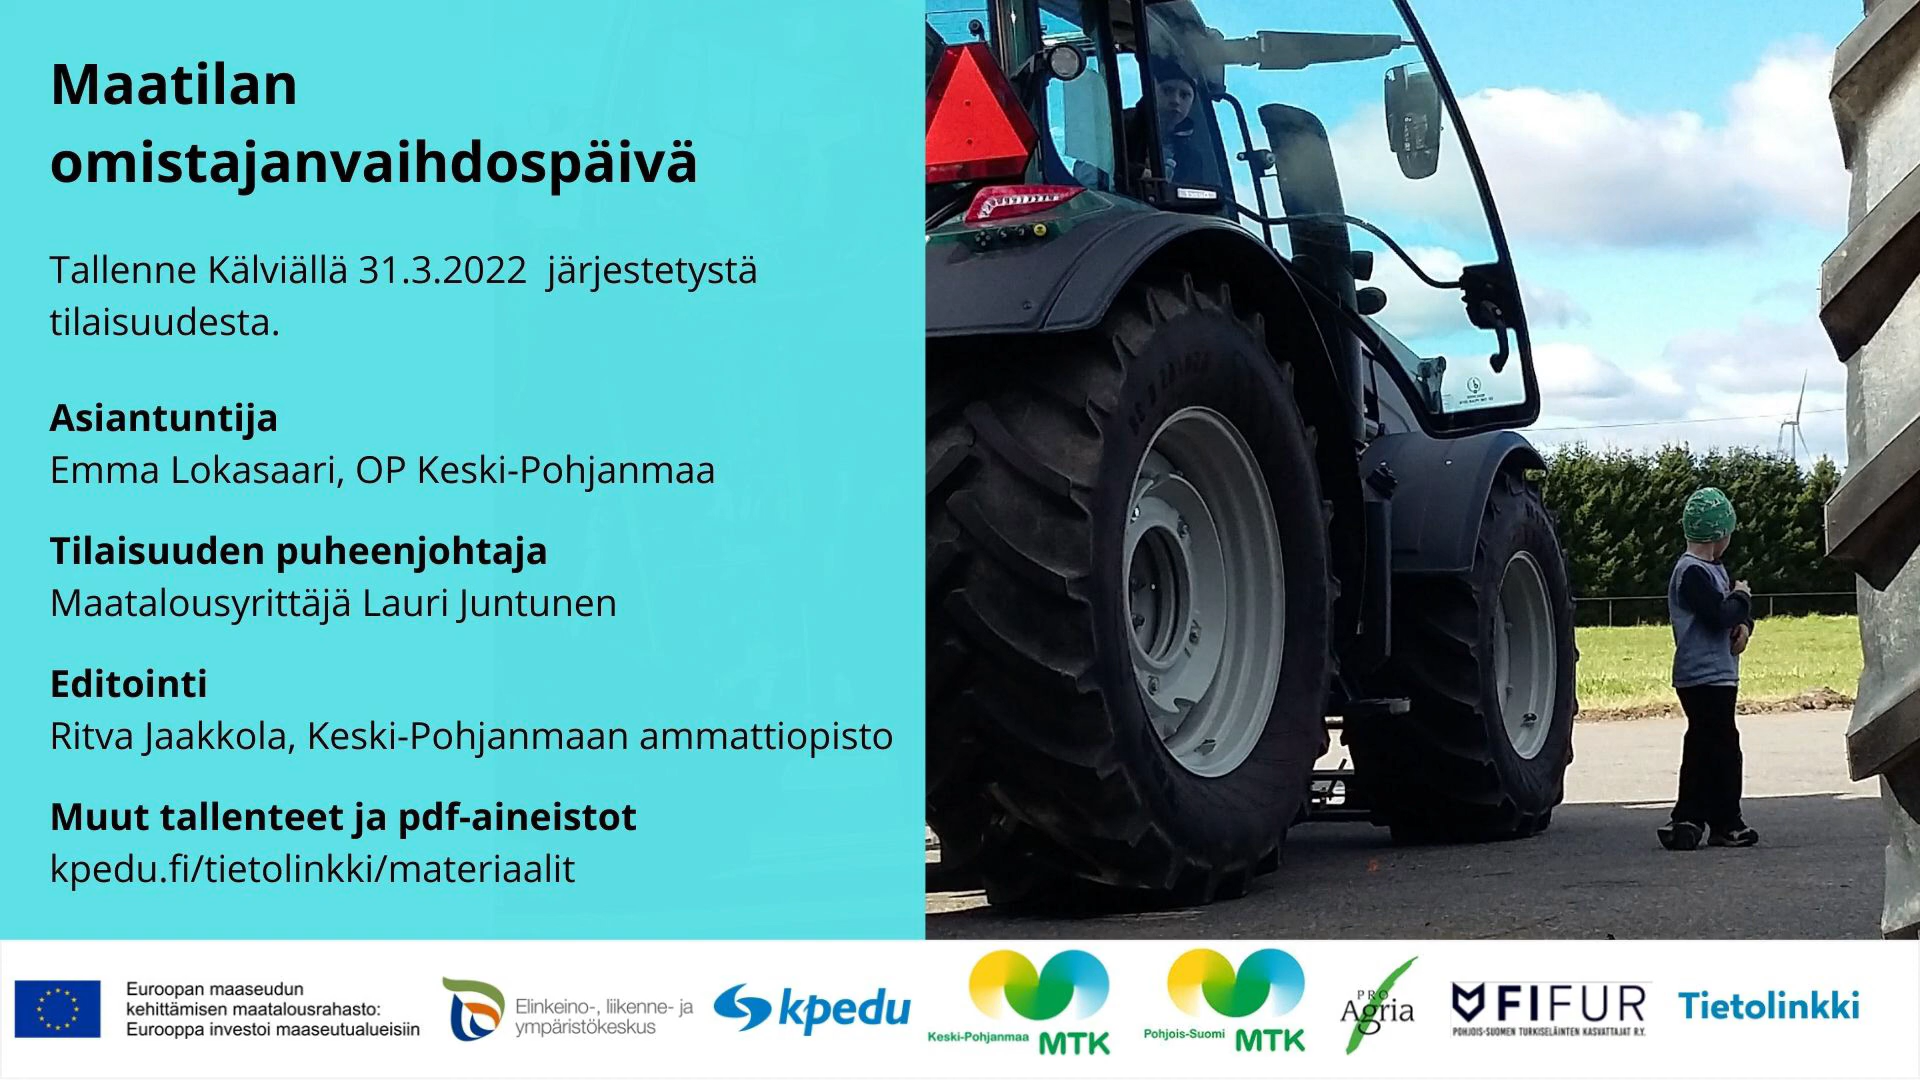 Maatilan
omistajanvaihdospäivä
Tallenne Kälviällä 31.3.2022 järjestetystä
tilaisuudesta.
Asiantuntija
Emma Lokasaari, OP Keski-Pohjanmaa
Tilaisuuden puheenjohtaja
Maatalousyrittäjä Lauri Juntunen
Editointi
Ritva Jaakkola, Keski-Pohjanmaan ammattiopisto
Muut tallenteet ja pdf-aineistot
kpedu.fi/tietolinkki/materiaalit
Euroopan maaseudun
kehittämisen maatalousrahasto:
Eurooppa investoi maaseutualueisiin
Elinkeino-, liikenne- ja
ympäristökeskus
kpedu
Keski-Pohjanmaa MTK
Pohjois-Suomi MTK
PRO
Agria
FIFUR
POHJOIS-SUOMEN TURKISELÄINTEN KASVATTAJAT R.Y.
Tietolinkki